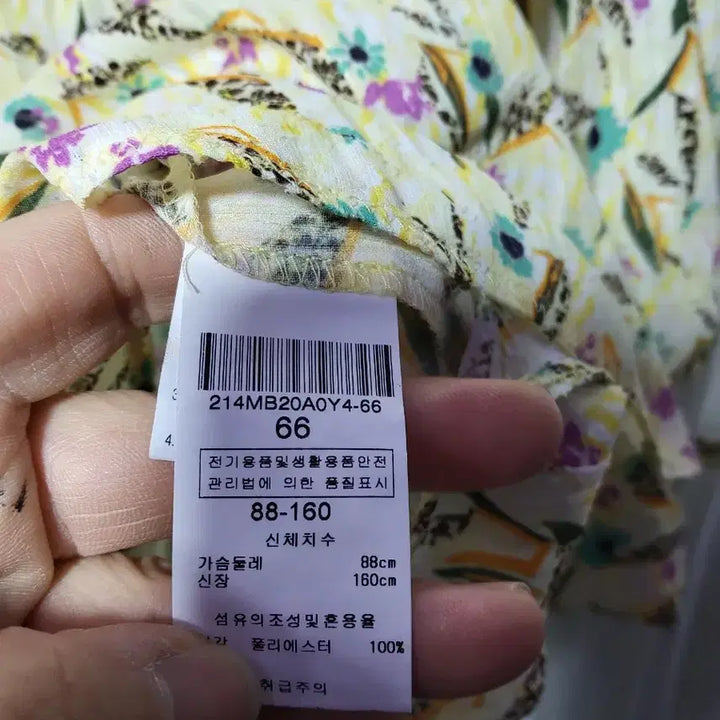 214MB20A0Y4-66
66
전기용품및생활용품안전
관리법에 의한 품질표시
88-160
신체치수
가슴둘레 88cm
신장 160cm
섬유의조성및혼용율
폴리에스터 100%
취급주의